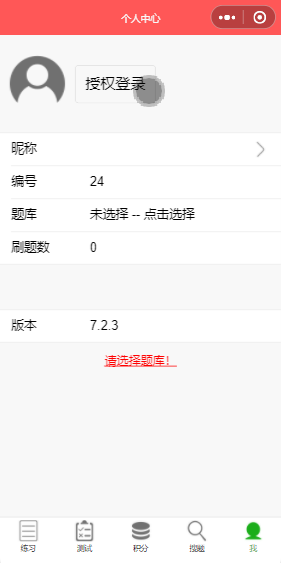 个人中心
授权登录
昵称
编号 24
题库 未选择 -- 点击选择
刷题数 0
版本 7.2.3
请选择题库！
练习 测试 积分 搜题 我